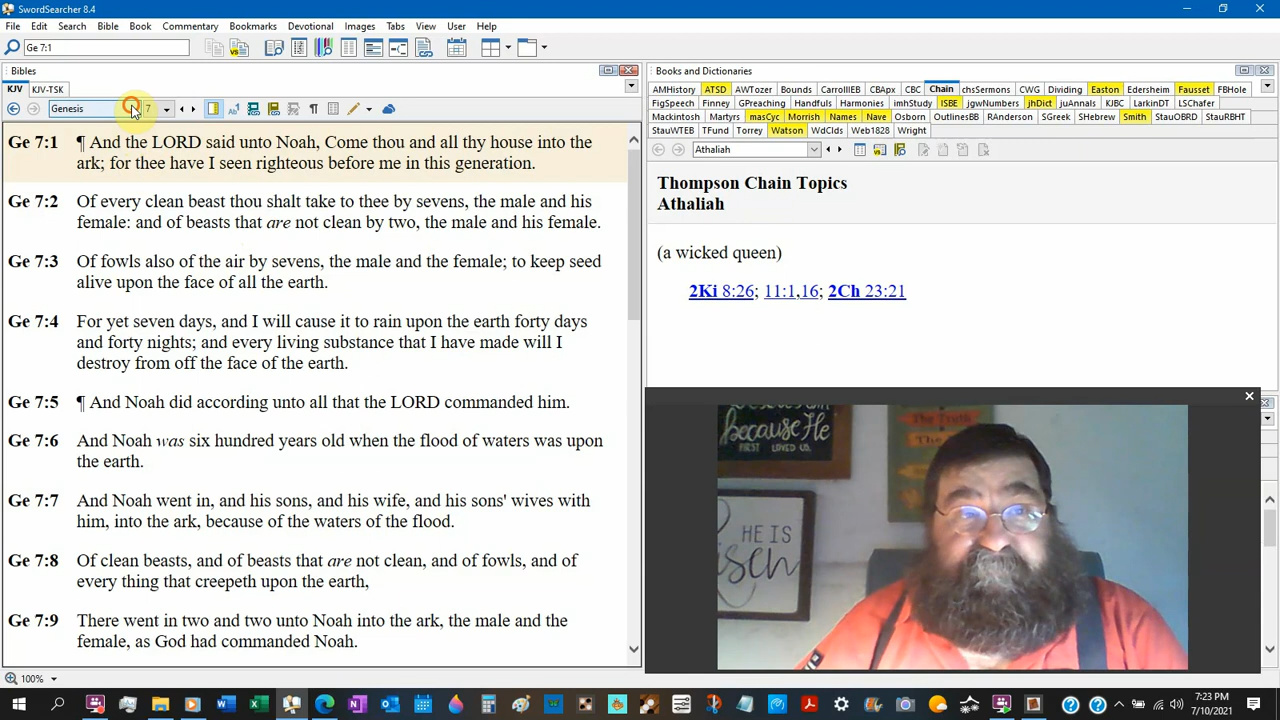 SwordSearcher 8.4
File Edit Search Bible Book Commentary Bookmarks Devotional Images Tabs View User Help
Ge 7:1
Bibles
KJV KJV-TSK
Genesis 7
Ge 7:1 ¶ And the LORD said unto Noah, Come thou and all thy house into the
ark; for thee have I seen righteous before me in this generation.
Ge 7:2 Of every clean beast thou shalt take to thee by sevens, the male and his
female: and of beasts that are not clean by two, the male and his female.
Ge 7:3 Of fowls also of the air by sevens, the male and the female; to keep seed
alive upon the face of all the earth.
Ge 7:4 For yet seven days, and I will cause it to rain upon the earth forty days
and forty nights; and every living substance that I have made will I
destroy from off the face of the earth.
Ge 7:5 ¶ And Noah did according unto all that the LORD commanded him.
Ge 7:6 And Noah was six hundred years old when the flood of waters was upon
the earth.
Ge 7:7 And Noah went in, and his sons, and his wife, and his sons' wives with
him, into the ark, because of the waters of the flood.
Ge 7:8 Of clean beasts, and of beasts that are not clean, and of fowls, and of
every thing that creepeth upon the earth,
Ge 7:9 There went in two and two unto Noah into the ark, the male and the
female, as God had commanded Noah.
100%
Books and Dictionaries
AMHistory ATSD AWTozer Bounds CarrollIED CBApx CBC Chain chsSermons CWG Dividing Easton Edersheim Fausset FBHole
FigSpeech Finney GPreaching Handfuls Harmonies imhStudy ISBE jgwNumbers jhDict juAnnals KJBC LarkinDT LSChafer
Mackintosh Martyrs masCyc Morrish Names Nave Osborn OutlinesBB RAnderson SGreek SHebrew Smith StauOBRD StauRBHT
StauWTEB TFund Torrey Watson WdClds Web1828 Wright
Athaliah
Thompson Chain Topics
Athaliah
(a wicked queen)
2Ki 8:26; 11:1,16; 2Ch 23:21
because He
FIRST LOVED US.
The Truth
HE IS
7:23 PM
7/10/2021